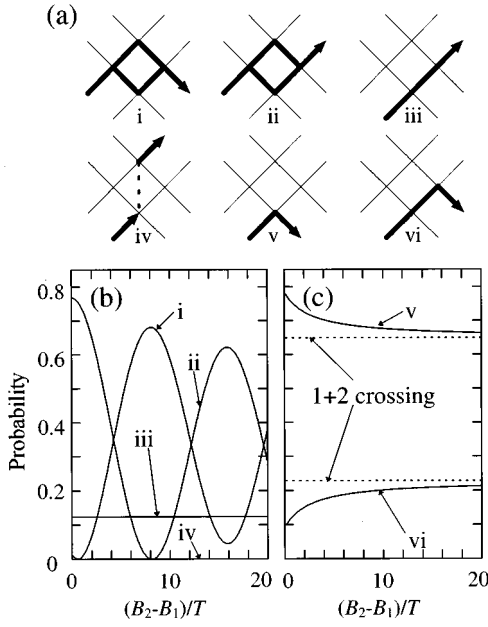 (a)
i
ii
iii
iv
v
vi
(b)
i
ii
iii
iv
0.8
0.6
0.4
0.2
0
0
10
20
Probability
(B₂-B₁)/T
(c)
v
1+2 crossing
vi
0
10
20
(B₂-B₁)/T